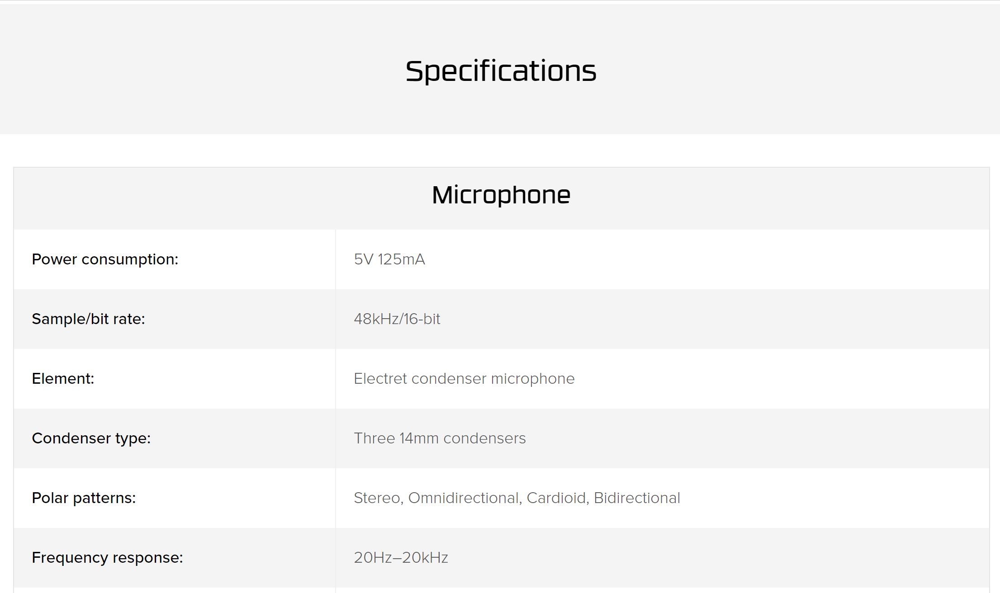 Specifications
Microphone
Power consumption: 5V 125mA
Sample/bit rate: 48kHz/16-bit
Element: Electret condenser microphone
Condenser type: Three 14mm condensers
Polar patterns: Stereo, Omnidirectional, Cardioid, Bidirectional
Frequency response: 20Hz–20kHz